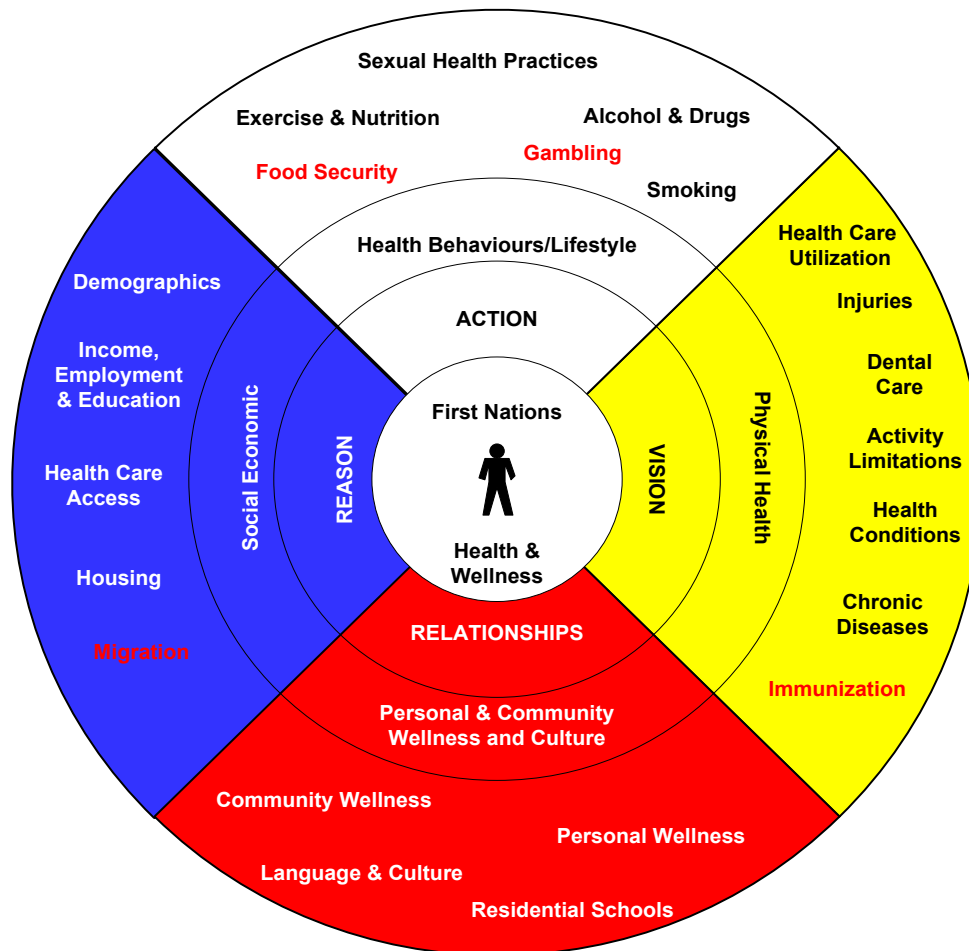 Sexual Health Practices
Exercise & Nutrition
Alcohol & Drugs
Food Security
Gambling
Smoking
Health Behaviours/Lifestyle
ACTION
Demographics
Income,
Employment
& Education
Health Care
Access
Housing
Migration
Social Economic
REASON
First Nations
Health &
Wellness
VISION
Physical Health
Health Care
Utilization
Injuries
Dental
Care
Activity
Limitations
Health
Conditions
Chronic
Diseases
Immunization
RELATIONSHIPS
Personal & Community
Wellness and Culture
Community Wellness
Personal Wellness
Language & Culture
Residential Schools